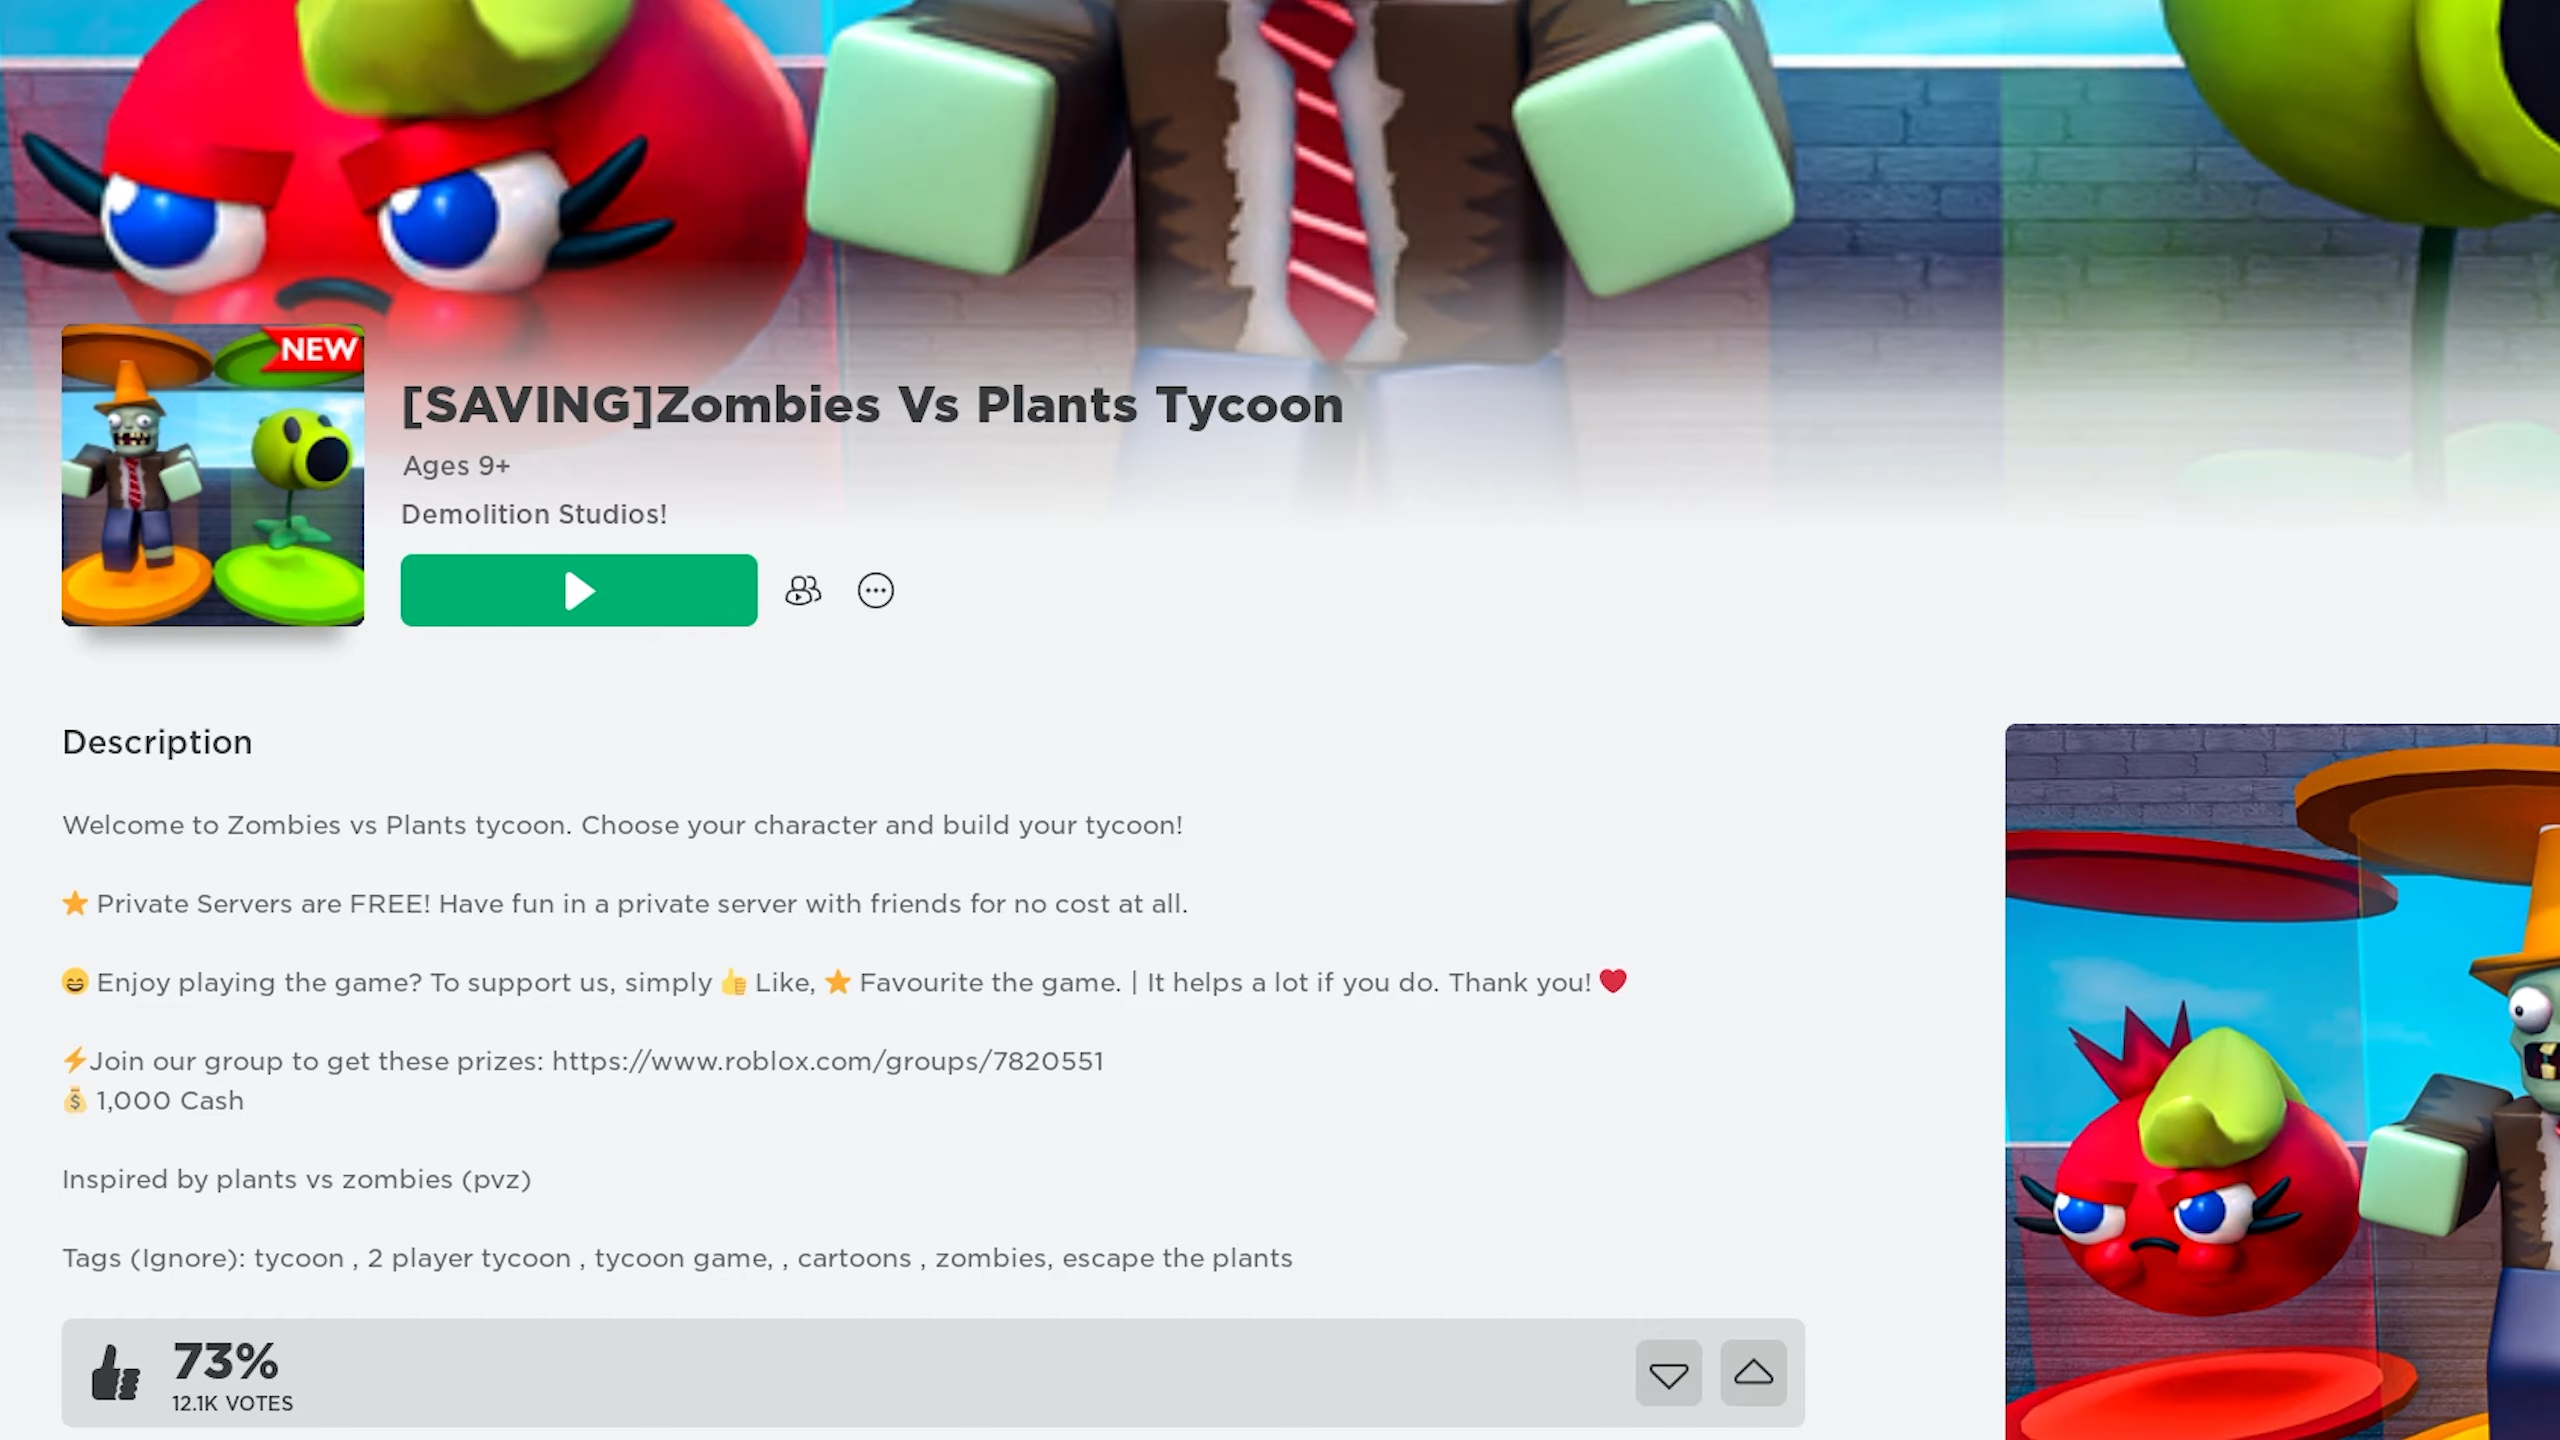 NEW
[SAVING]Zombies Vs Plants Tycoon
Ages 9+
Demolition Studios!
Description
Welcome to Zombies vs Plants tycoon. Choose your character and build your tycoon!
⭐ Private Servers are FREE! Have fun in a private server with friends for no cost at all.
😄 Enjoy playing the game? To support us, simply 👍 Like, ⭐ Favourite the game. | It helps a lot if you do. Thank you! ❤️
⚡Join our group to get these prizes: https://www.roblox.com/groups/7820551
💰 1,000 Cash
Inspired by plants vs zombies (pvz)
Tags (Ignore): tycoon , 2 player tycoon , tycoon game, , cartoons , zombies, escape the plants
73%
12.1K VOTES